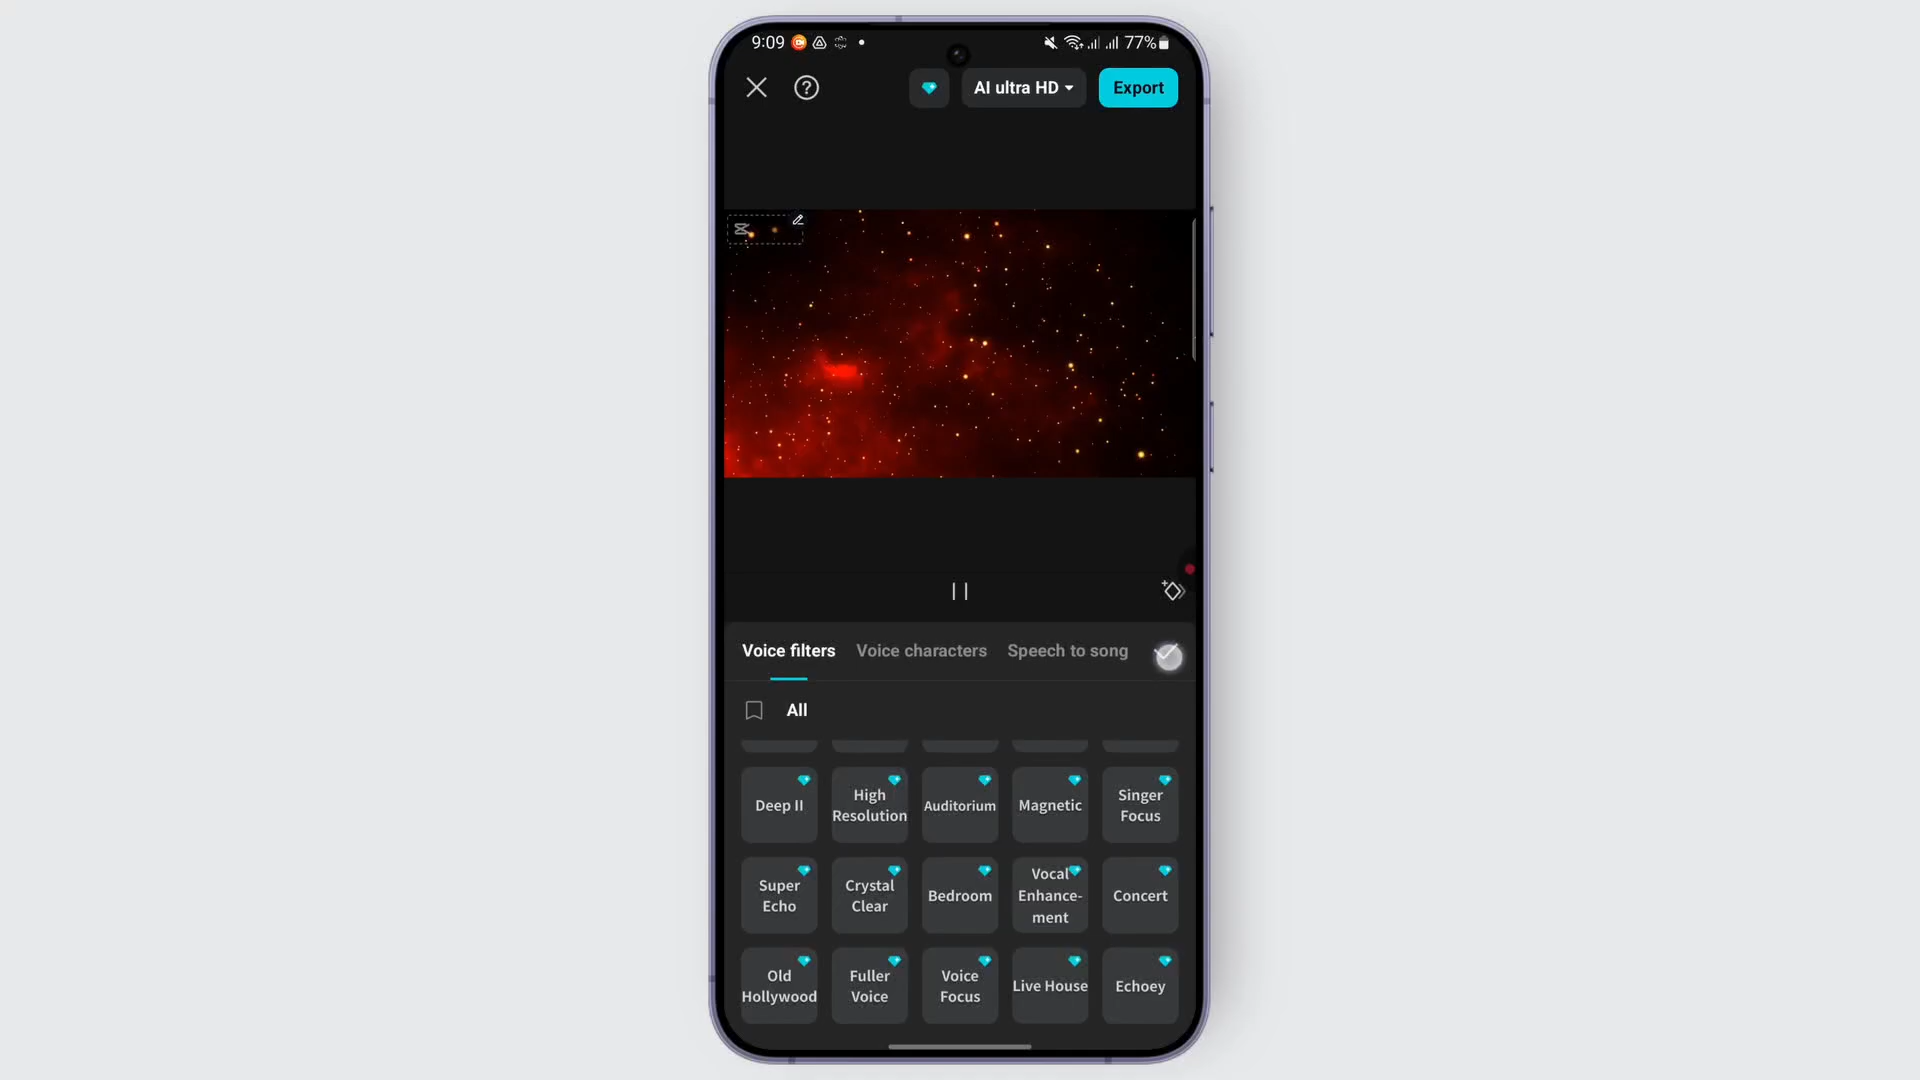 9:09
77%
AI ultra HD
Export
Voice filters
Voice characters
Speech to song
All
Deep II
High
Resolution
Auditorium
Magnetic
Singer
Focus
Super
Echo
Crystal
Clear
Bedroom
Vocal
Enhance-
ment
Concert
Old
Hollywood
Fuller
Voice
Voice
Focus
Live House
Echoey